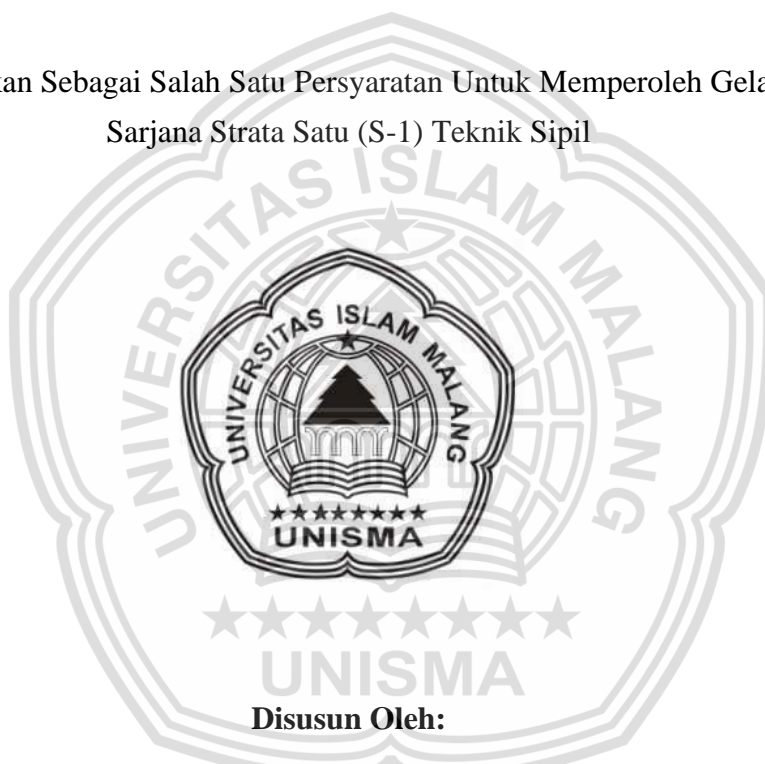 kan Sebagai Salah Satu Persyaratan Untuk Memperoleh Gela
Sarjana Strata Satu (S-1) Teknik Sipil
UNIVERSITAS ISLAM MALANG
UNISMA
UNIVERSITAS ISLAM MALANG
UNISMA
Disusun Oleh: